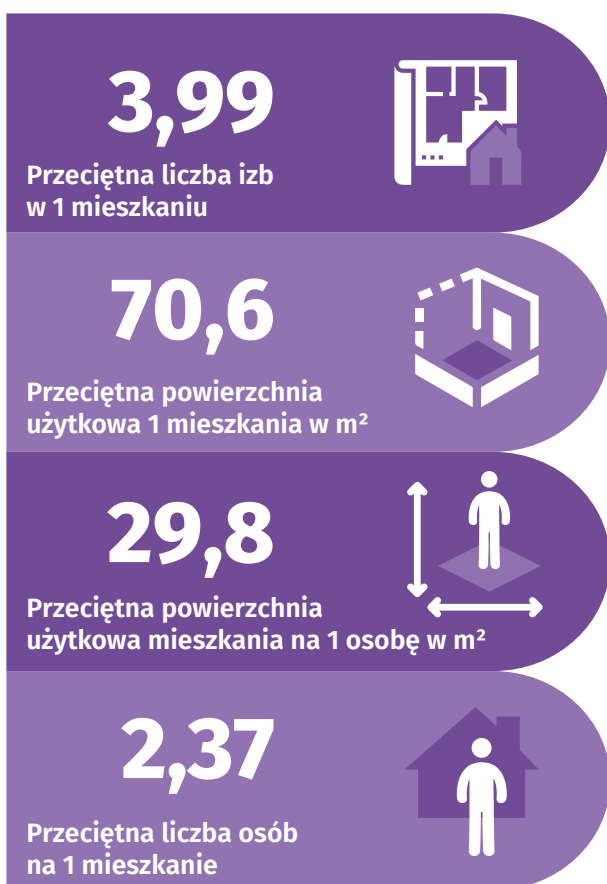 3,99
Przeciętna liczba izb
w 1 mieszkaniu
70,6
Przeciętna powierzchnia
użytkowa 1 mieszkania w m²
29,8
Przeciętna powierzchnia
użytkowa mieszkania na 1 osobę w m²
2,37
Przeciętna liczba osób
na 1 mieszkanie